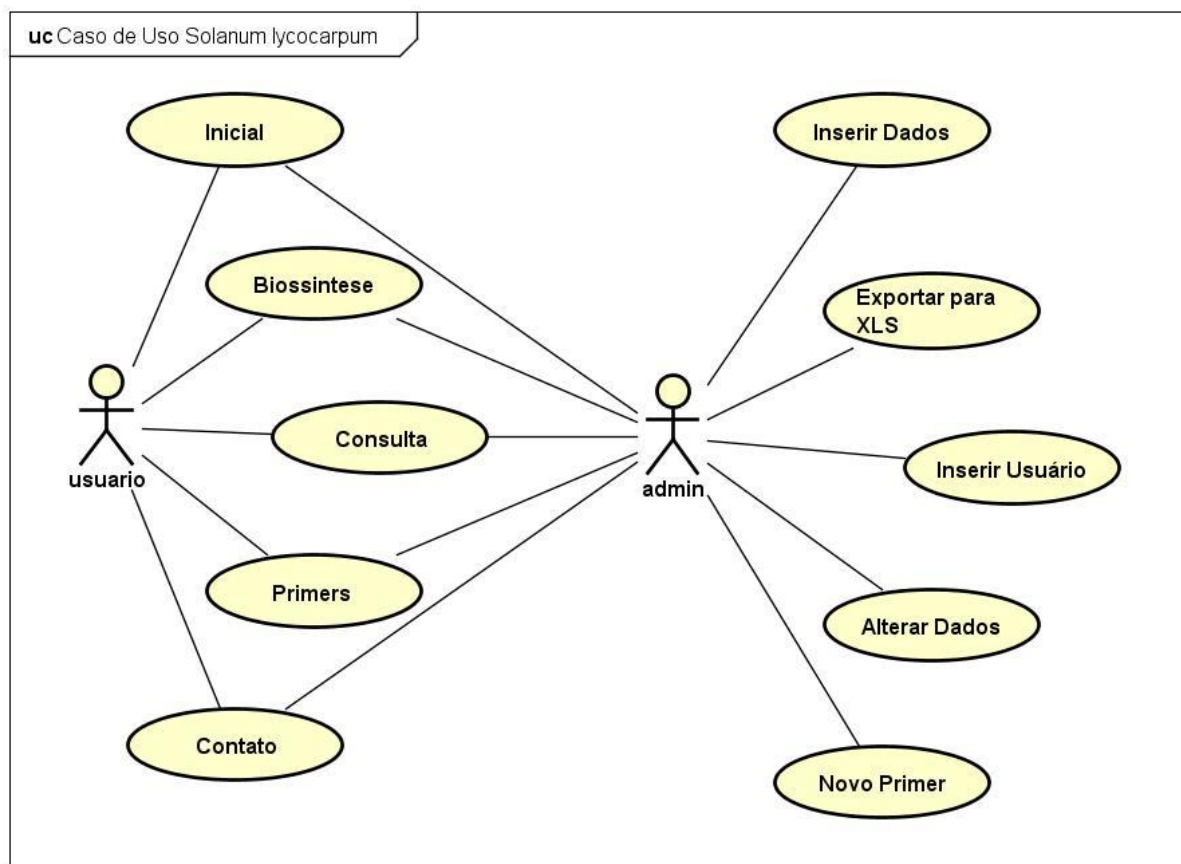 uc Caso de Uso Solanum lycocarpum
Inicial
Inserir Dados
Biossintese
Exportar para
XLS
Consulta
usuario
admin
Inserir Usuário
Primers
Alterar Dados
Contato
Novo Primer